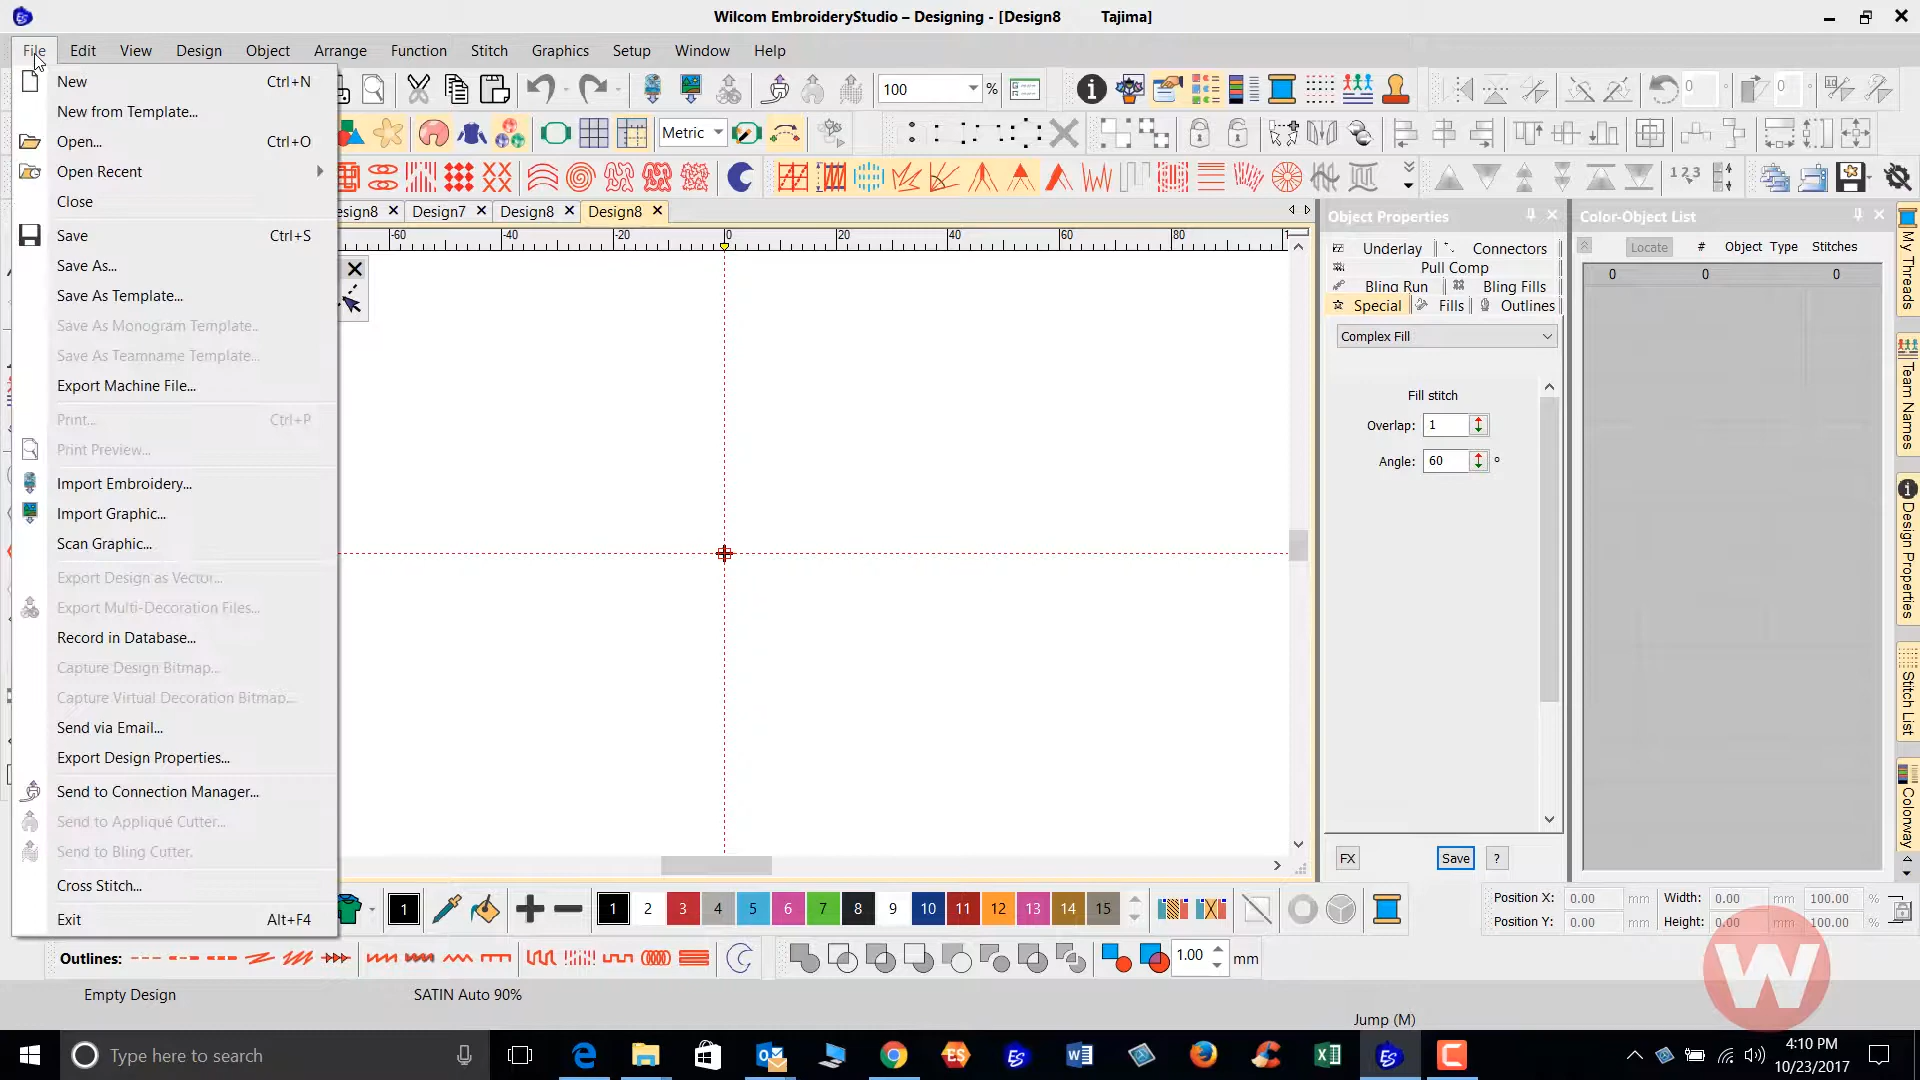 Wilcom EmbroideryStudio – Designing - [Design8 Tajima]
File Edit View Design Object Arrange Function Stitch Graphics Setup Window Help
New Ctrl+N
New from Template...
Open... Ctrl+O
Open Recent
Close
Save Ctrl+S
Save As...
Save As Template...
Save As Monogram Template..
Save As Teamname Template...
Export Machine File...
Print... Ctrl+P
Print Preview...
Import Embroidery...
Import Graphic...
Scan Graphic...
Export Design as Vector...
Export Multi-Decoration Files...
Record in Database...
Capture Design Bitmap...
Capture Virtual Decoration Bitmap...
Send via Email...
Export Design Properties...
Send to Connection Manager...
Send to Appliqué Cutter...
Send to Bling Cutter.
Cross Stitch...
Exit Alt+F4
100 %
0 0
Metric
1 2 3
esign8 Design7 Design8 Design8
-60 -40 -20 0 20 40 60 80 1
Object Properties
Underlay Connectors
Pull Comp
Bling Run Bling Fills
Special Fills Outlines
Complex Fill
Fill stitch
Overlap: 1
Angle: 60 °
FX Save ?
Color-Object List
Locate # Object Type Stitches
0 0 0
My Threads
Team Names
Design Properties
Stitch List
Colorway
1 1 2 3 4 5 6 7 8 9 10 11 12 13 14 15
Position X: 0.00 mm Width: 0.00 mm 100.00 %
Position Y: 0.00 mm Height: 0.00 mm 100.00 %
Outlines:
1.00 mm
Empty Design SATIN Auto 90%
Jump (M)
W
Type here to search
4:10 PM
10/23/2017